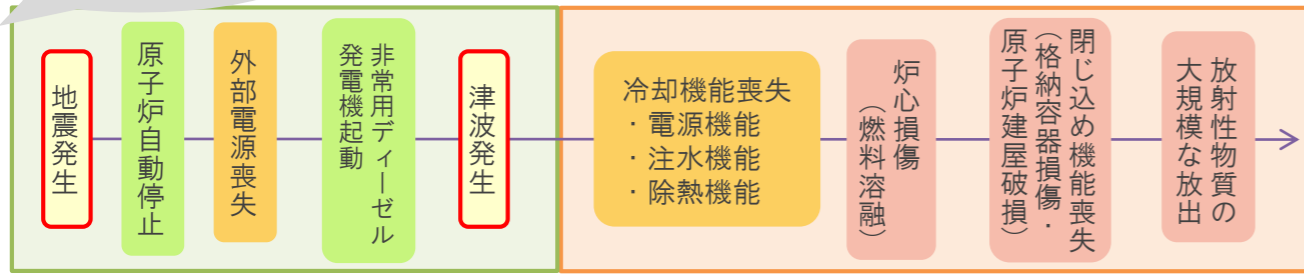 地震発生
原子炉自動停止
外部電源喪失
非常用ディーゼル
発電機起動
津波発生
冷却機能喪失
・電源機能
・注水機能
・除熱機能
炉心損傷
（燃料溶融）
閉じ込め機能喪失
（格納容器損傷・
原子炉建屋破損）
放射性物質の
大規模な放出